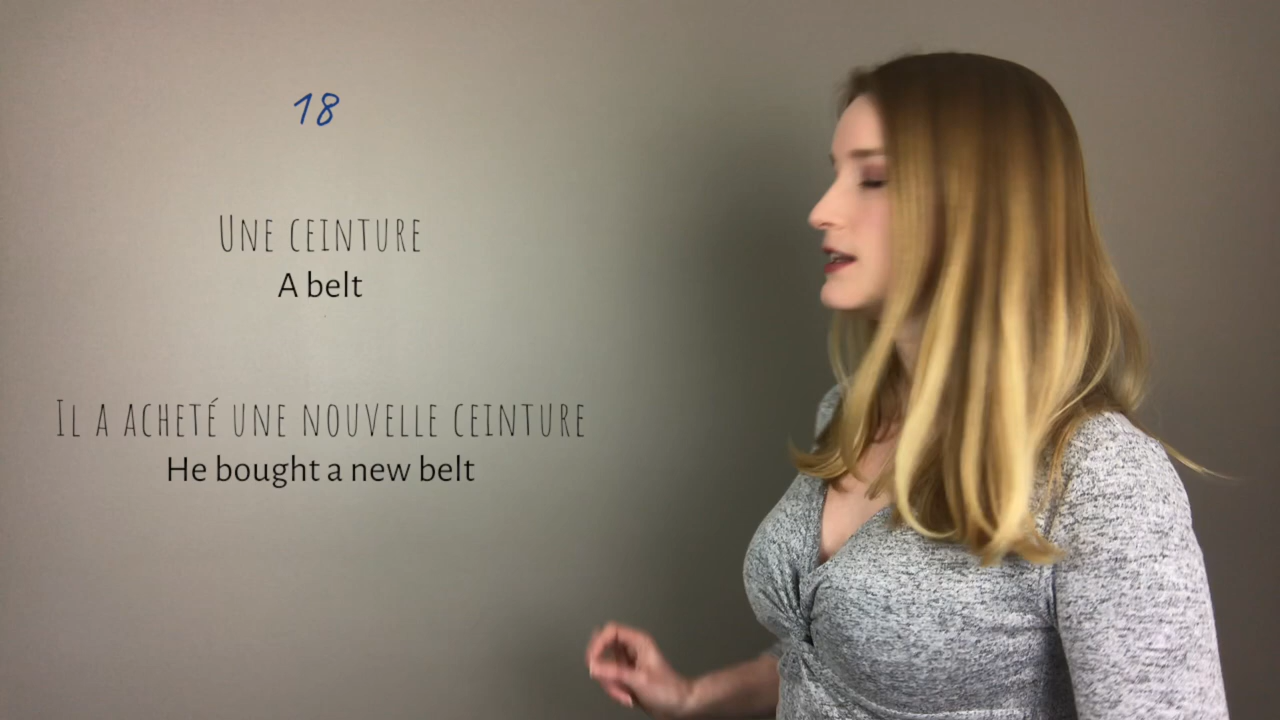 18
Une ceinture
A belt
Il a acheté une nouvelle ceinture
He bought a new belt